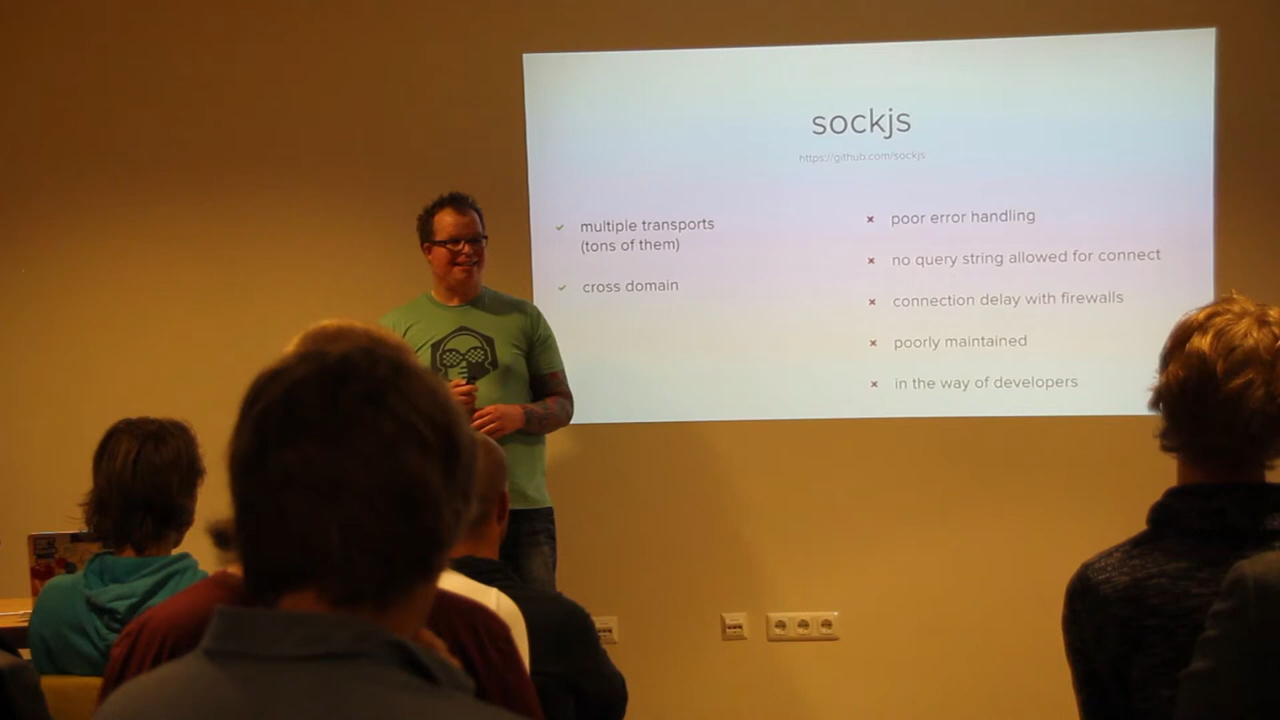 sockjs
https://github.com/sockjs
multiple transports
(tons of them)
cross domain
poor error handling
no query string allowed for connect
connection delay with firewalls
poorly maintained
in the way of developers